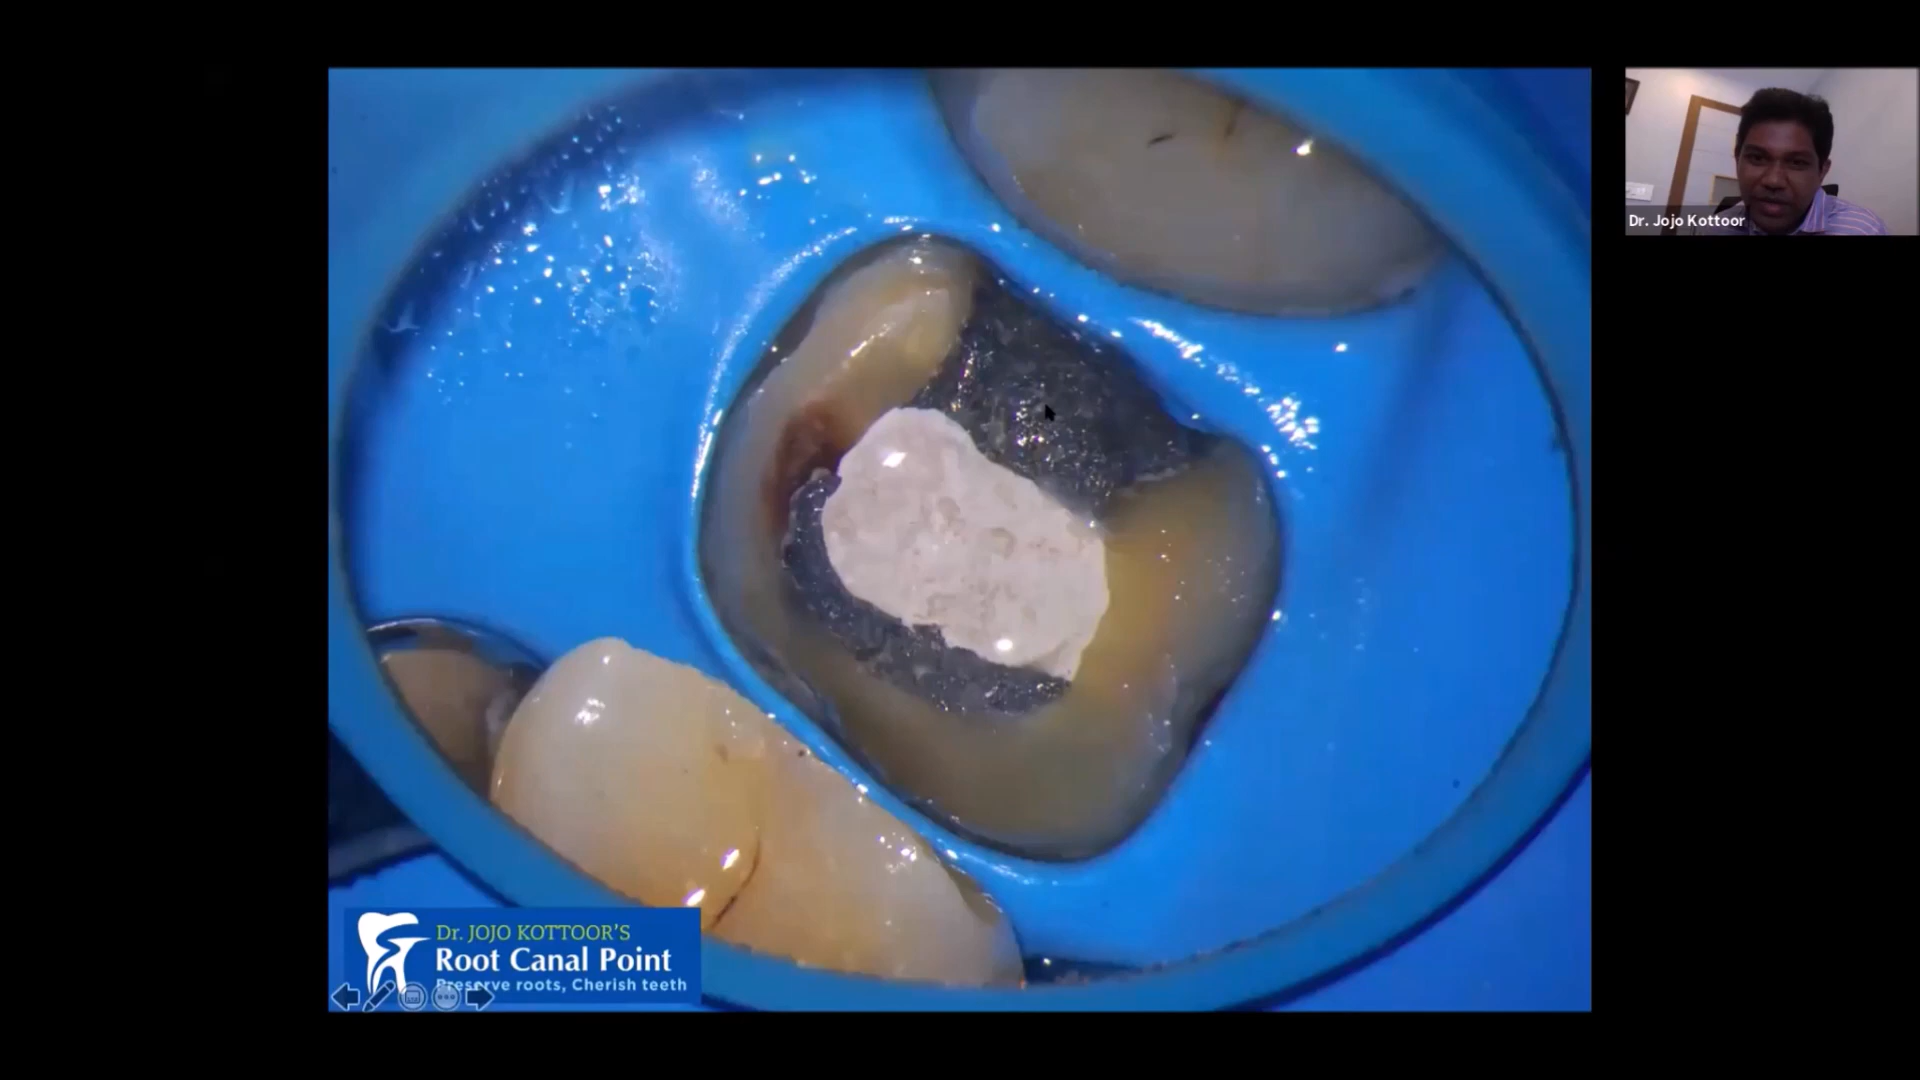 Dr. Jojo Kottoor
Dr. JOJO KOTTOOR'S
Root Canal Point
Preserve roots, Cherish teeth